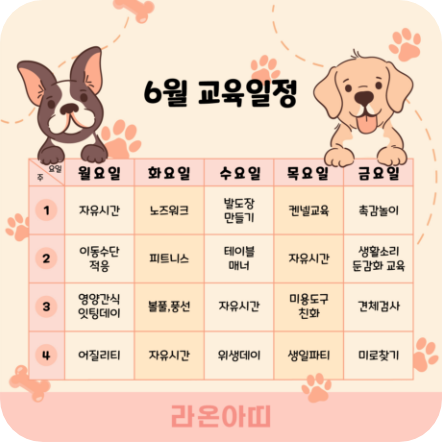 6월 교육일정
요일
주
월요일 화요일 수요일 목요일 금요일
1 자유시간 노즈워크 발도장 만들기 켄넬교육 촉감놀이
2 이동수단 적응 피트니스 테이블 매너 자유시간 생활소리 둔감화 교육
3 영양간식 잇팅데이 볼풀,풍선 자유시간 미용도구 친화 견체검사
4 어질리티 자유시간 위생데이 생일파티 미로찾기
라온아띠